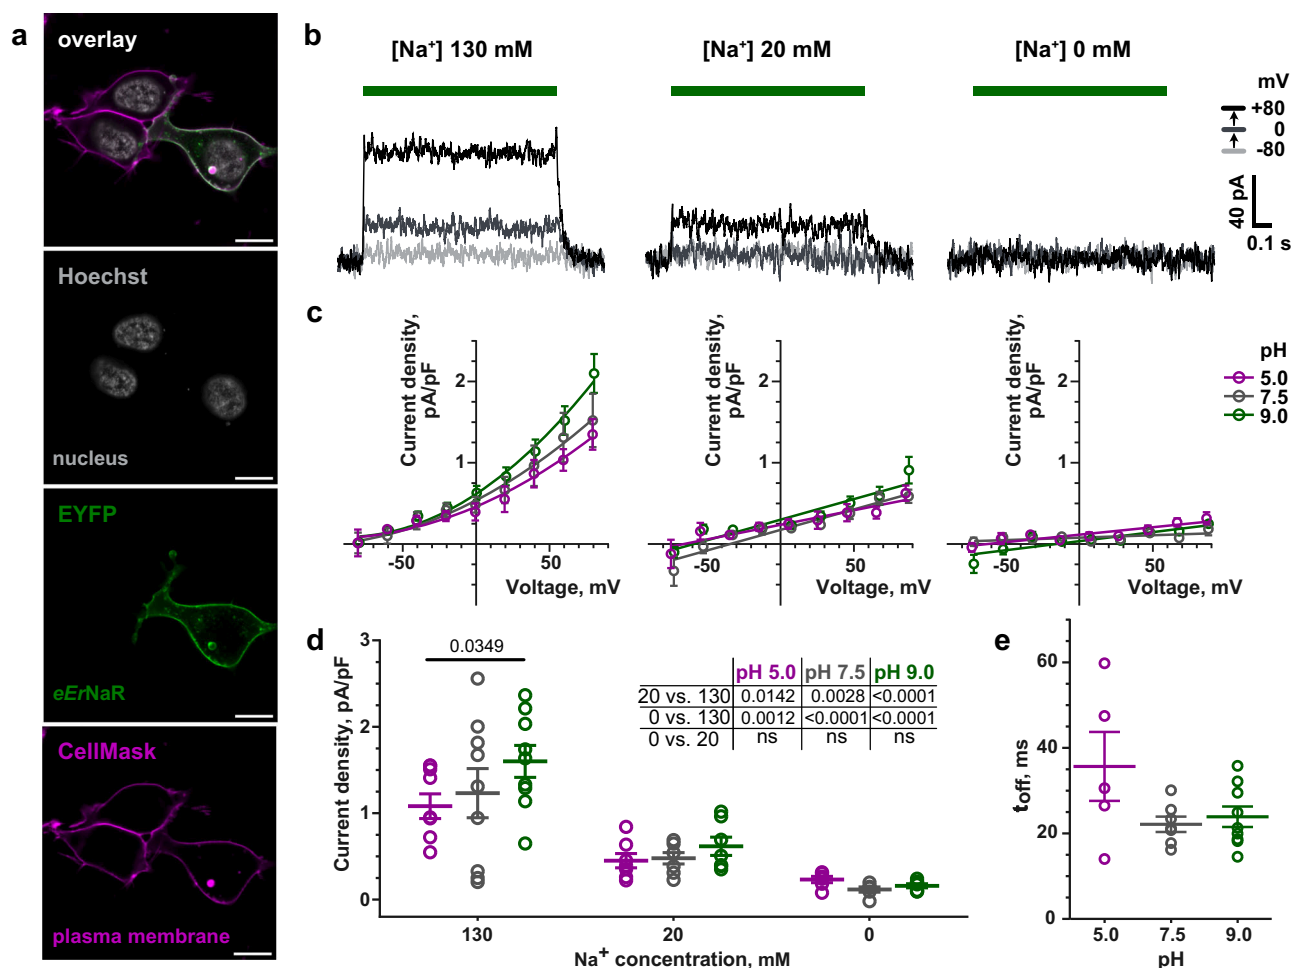 a
overlay
Hoechst
nucleus
EYFP
eErNaR
CellMask
plasma membrane
b
[Na+] 130 mM
[Na+] 20 mM
[Na+] 0 mM
mV
+80
0
-80
40 pA
0.1 s
c
Current density,
pA/pF
2
1
-50
50
Voltage, mV
Current density,
pA/pF
2
1
-50
50
Voltage, mV
Current density,
pA/pF
2
1
-50
50
Voltage, mV
pH
5.0
7.5
9.0
d
Current density, pA/pF
3
2
1
0
0.0349
pH 5.0 pH 7.5 pH 9.0
20 vs. 130 0.0142 0.0028 <0.0001
0 vs. 130 0.0012 <0.0001 <0.0001
0 vs. 20 ns ns ns
130 20 0
Na+ concentration, mM
e
toff, ms
60
40
20
0
5.0 7.5 9.0
pH